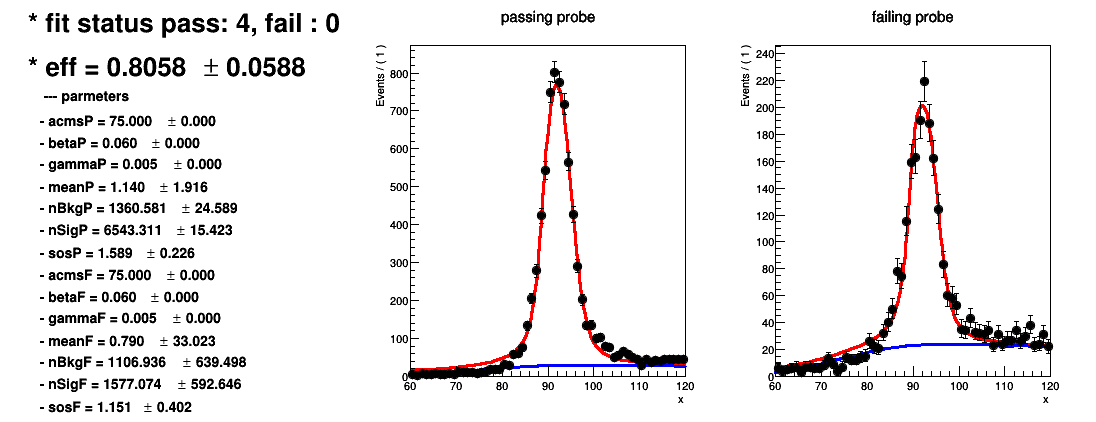 * fit status pass: 4, fail : 0
* eff = 0.8058 ± 0.0588
--- parmeters
- acmsP = 75.000 ± 0.000
- betaP = 0.060 ± 0.000
- gammaP = 0.005 ± 0.000
- meanP = 1.140 ± 1.916
- nBkgP = 1360.581 ± 24.589
- nSigP = 6543.311 ± 15.423
- sosP = 1.589 ± 0.226
- acmsF = 75.000 ± 0.000
- betaF = 0.060 ± 0.000
- gammaF = 0.005 ± 0.000
- meanF = 0.790 ± 33.023
- nBkgF = 1106.936 ± 639.498
- nSigF = 1577.074 ± 592.646
- sosF = 1.151 ± 0.402
passing probe
Events / ( 1 )
800
700
600
500
400
300
200
100
0
60 70 80 90 100 110 120
x
failing probe
Events / ( 1 )
240
220
200
180
160
140
120
100
80
60
40
20
0
60 70 80 90 100 110 120
x